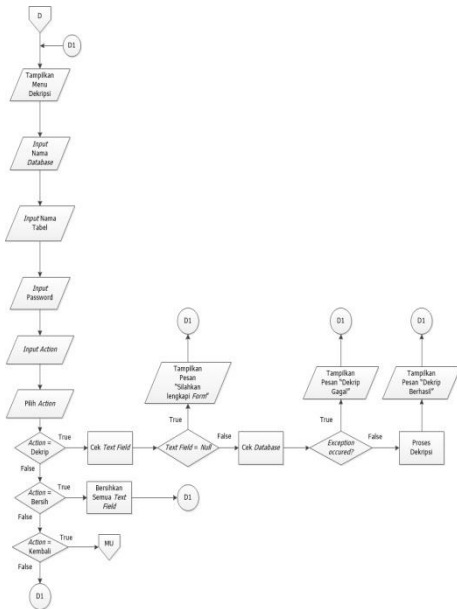 D
D1
Tampilkan
Menu
Dekripsi
Input
Nama
Database
Input Nama
Tabel
Input
Password
Input Action
Pilih Action
Action =
Dekrip
True
False
Cek Text Field
Text Field = Null
True
False
Tampilkan
Pesan
"Silahkan
lengkapi Form"
D1
Cek Database
Exception
occured?
True
False
Tampilkan
Pesan "Dekrip
Gagal"
D1
Proses
Dekripsi
Tampilkan
Pesan "Dekrip
Berhasil"
D1
Action =
Bersih
True
False
Bersihkan
Semua Text
Field
D1
Action =
Kembali
True
False
MU
D1